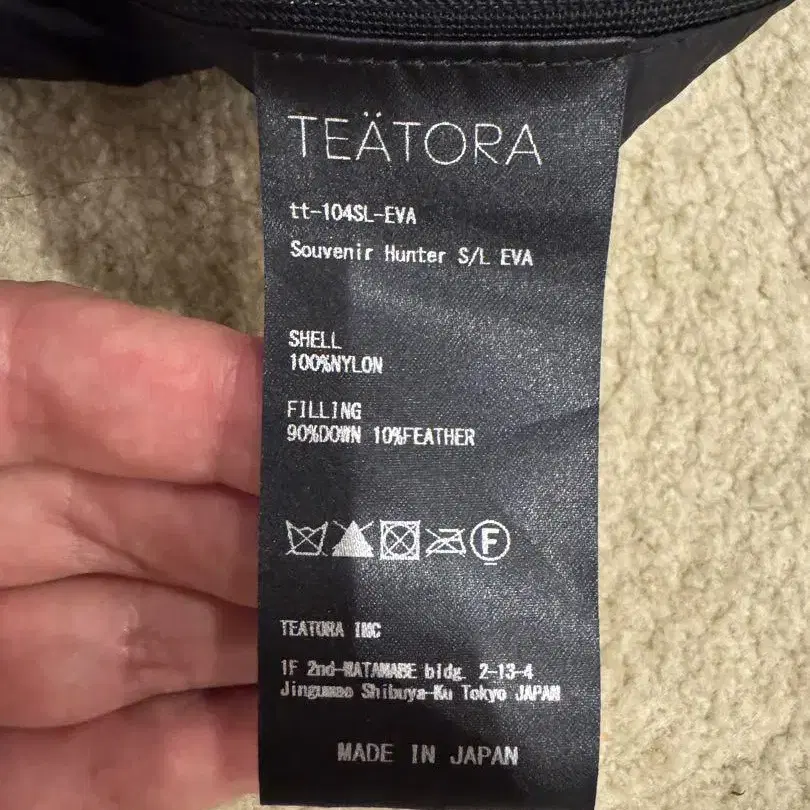 TEÄTORA
tt-104SL-EVA
Souvenir Hunter S/L EVA
SHELL
100%NYLON
FILLING
90%DOWN 10%FEATHER
F
TEATORA INC
1F 2nd-WATANABE bidg 2-13-4
Jingumae Shibuya-Ku Tokyo JAPAN
MADE IN JAPAN